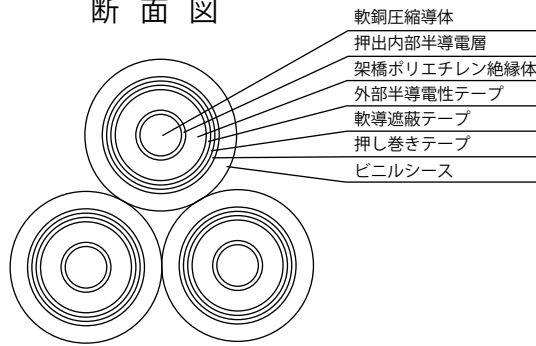 断面図
軟銅圧縮導体
押出内部半導電層
架橋ポリエチレン絶縁体
外部半導電性テープ
軟導遮蔽テープ
押し巻きテープ
ビニルシース